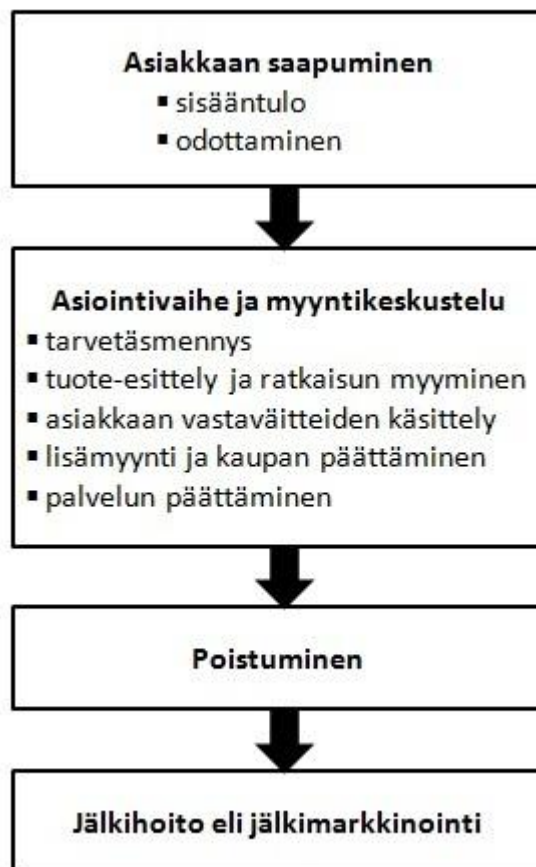 Asiakkaan saapuminen
▪ sisääntulo
▪ odottaminen
Asiointivaihe ja myyntikeskustelu
▪ tarvetäsmennys
▪ tuote-esittely ja ratkaisun myyminen
▪ asiakkaan vastaväitteiden käsittely
▪ lisämyynti ja kaupan päättäminen
▪ palvelun päättäminen
Poistuminen
Jälkihoito eli jälkimarkkinointi